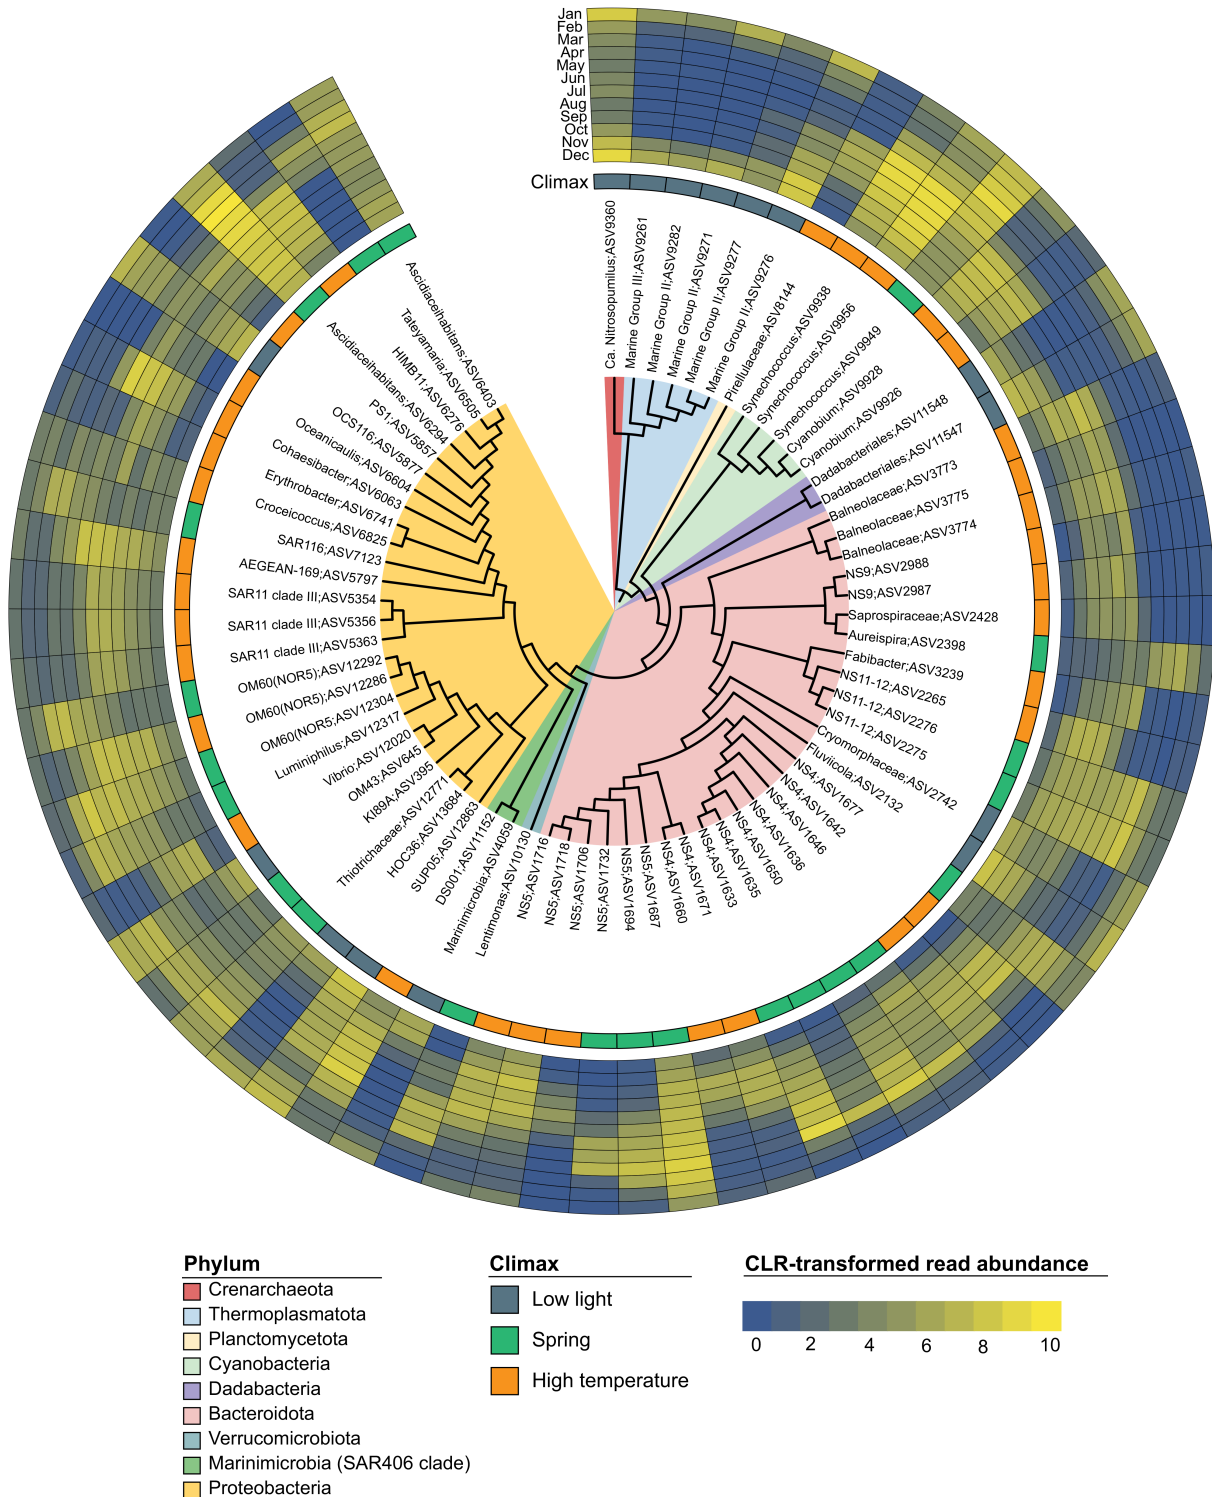 Jan
Feb
Mar
Apr
May
Jun
Jul
Aug
Sep
Oct
Nov
Dec
Climax
Ca. Nitrosopumilus;ASV9360
Marine Group III;ASV9261
Marine Group II;ASV9282
Marine Group II;ASV9271
Marine Group II;ASV9277
Marine Group II;ASV9276
Pirellulaceae;ASV8144
Synechococcus;ASV9938
Synechococcus;ASV9956
Synechococcus;ASV9949
Cyanobium;ASV9928
Cyanobium;ASV9926
Dadabacteriales;ASV11548
Dadabacteriales;ASV11547
Balneolaceae;ASV3773
Balneolaceae;ASV3775
Balneolaceae;ASV3774
NS9;ASV2988
NS9;ASV2987
Saprospiraceae;ASV2428
Aureispira;ASV2398
Fabibacter;ASV3239
NS11-12;ASV2265
NS11-12;ASV2276
NS11-12;ASV2275
Cryomorphaceae;ASV2742
Fluviicola;ASV2132
NS4;ASV1677
NS4;ASV1642
NS4;ASV1646
NS4;ASV1636
NS4;ASV1650
NS4;ASV1635
NS4;ASV1633
NS4;ASV1671
NS4;ASV1660
NS5;ASV1687
NS5;ASV1694
NS5;ASV1732
NS5;ASV1706
NS5;ASV1718
NS5;ASV1716
Lentimonas;ASV10130
Marinimicrobia;ASV4059
DS001;ASV11152
SUP05;ASV12863
HOC36;ASV13684
Thiotrichaceae;ASV12771
KI89A;ASV395
OM43;ASV645
Vibrio;ASV12020
Luminiphilus;ASV12317
OM60(NOR5;ASV12304
OM60(NOR5);ASV12286
OM60(NOR5);ASV12292
SAR11 clade III;ASV5363
SAR11 clade III;ASV5356
SAR11 clade III;ASV5354
AEGEAN-169;ASV5797
SAR116;ASV7123
Croceicoccus;ASV6825
Erythrobacter;ASV6741
Cohaesibacter;ASV6063
Oceanicaulis;ASV6604
OCS116;ASV5877
PS1;ASV5857
Ascidiaceihabitans;ASV6294
HIMB11;ASV6276
Tateyamaria;ASV6505
Ascidiaceihabitans;ASV6403
Phylum
Crenarchaeota
Thermoplasmatota
Planctomycetota
Cyanobacteria
Dadabacteria
Bacteroidota
Verrucomicrobiota
Marinimicrobia (SAR406 clade)
Proteobacteria
Climax
Low light
Spring
High temperature
CLR-transformed read abundance
0 2 4 6 8 10